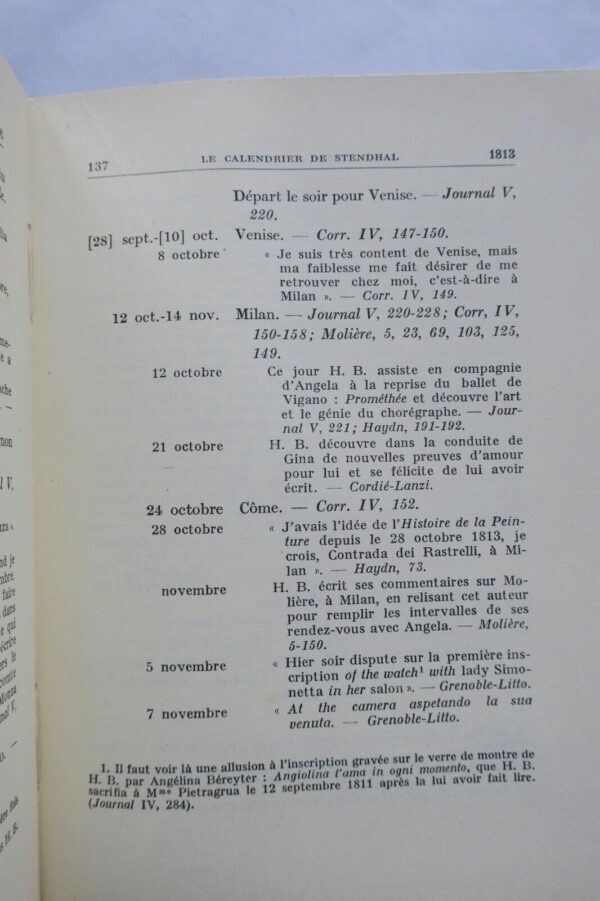 137 LE CALENDRIER DE STENDHAL 1813
Départ le soir pour Venise. — Journal V,
220.
[28] sept.-[10] oct. Venise. — Corr. IV, 147-150.
8 octobre « Je suis très content de Venise, mais
ma faiblesse me fait désirer de me
retrouver chez moi, c'est-à-dire à
Milan ». — Corr. IV, 149.
12 oct.-14 nov. Milan. — Journal V, 220-228; Corr, IV,
150-158; Molière, 5, 23, 69, 103, 125,
149.
12 octobre Ce jour H. B. assiste en compagnie
d'Angela à la reprise du ballet de
Vigano : Prométhée et découvre l'art
et le génie du chorégraphe. — Jour-
nal V, 221; Haydn, 191-192.
21 octobre H. B. découvre dans la conduite de
Gina de nouvelles preuves d'amour
pour lui et se félicite de lui avoir
écrit. — Cordié-Lanzi.
24 octobre Côme. — Corr. IV, 152.
28 octobre « J'avais l'idée de l'Histoire de la Pein-
ture depuis le 28 octobre 1813, je
crois, Contrada dei Rastrelli, à Mi-
lan ». — Haydn, 73.
novembre H. B. écrit ses commentaires sur Mo-
lière, à Milan, en relisant cet auteur
pour remplir les intervalles de ses
rendez-vous avec Angela. — Molière,
5-150.
5 novembre « Hier soir dispute sur la première ins-
cription of the watch¹ with lady Simo-
netta in her salon ». — Grenoble-Litto.
7 novembre « At the camera aspetando la sua
venuta. — Grenoble-Litto.
1. Il faut voir là une allusion à l'inscription gravée sur le verre de montre de
H. B. par Angélina Béreyter : Angiolina t'ama in ogni momento, que H. B.
sacrifia à Mme Pietragrua le 12 septembre 1811 après la lui avoir fait lire.
(Journal IV, 284).